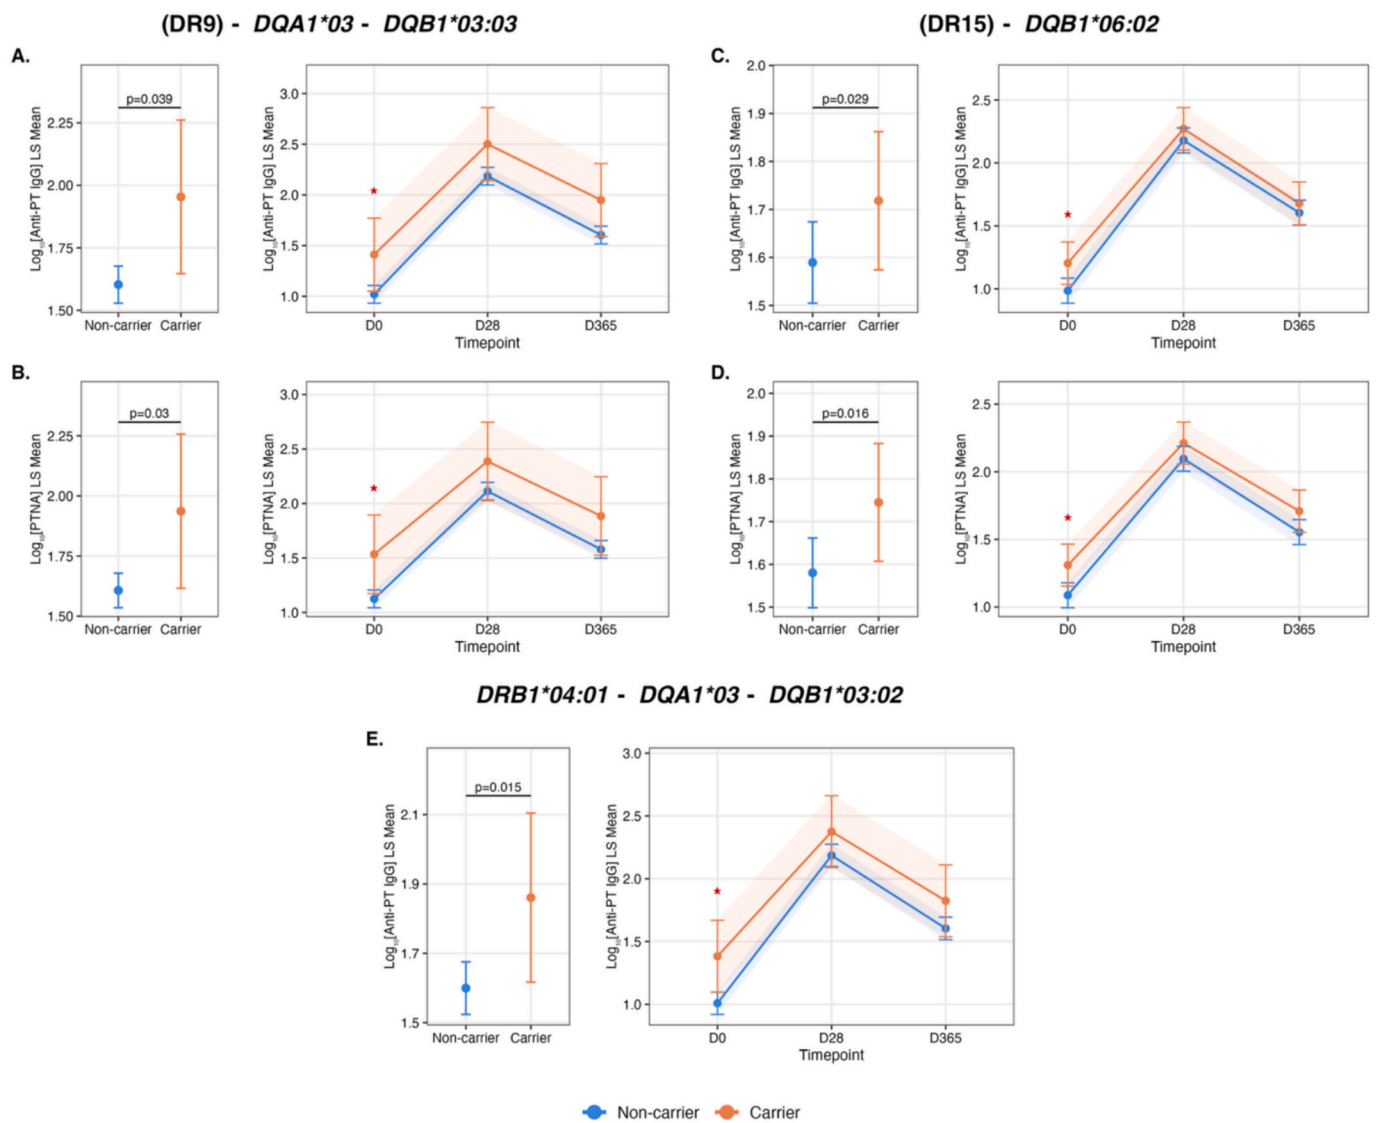 (DR9) - DQA1*03 - DQB1*03:03
(DR15) - DQB1*06:02
A.
Log₁₀[Anti-PT IgG] LS Mean
2.25
2.00
1.75
1.50
p=0.039
Non-carrier Carrier
Log₁₀[Anti-PT IgG] LS Mean
3.0
2.5
2.0
1.5
1.0
*
D0 D28 D365
Timepoint
C.
Log₁₀[Anti-PT IgG] LS Mean
2.0
1.9
1.8
1.7
1.6
1.5
p=0.029
Non-carrier Carrier
Log₁₀[Anti-PT IgG] LS Mean
2.5
2.0
1.5
1.0
*
D0 D28 D365
Timepoint
B.
Log₁₀[PTNA] LS Mean
2.25
2.00
1.75
1.50
p=0.03
Non-carrier Carrier
Log₁₀[PTNA] LS Mean
3.0
2.5
2.0
1.5
1.0
*
D0 D28 D365
Timepoint
D.
Log₁₀[PTNA] LS Mean
2.0
1.9
1.8
1.7
1.6
1.5
p=0.016
Non-carrier Carrier
Log₁₀[PTNA] LS Mean
2.5
2.0
1.5
1.0
*
D0 D28 D365
Timepoint
DRB1*04:01 - DQA1*03 - DQB1*03:02
E.
Log₁₀[Anti-PT IgG] LS Mean
2.1
1.9
1.7
1.5
p=0.015
Non-carrier Carrier
Log₁₀[Anti-PT IgG] LS Mean
3.0
2.5
2.0
1.5
1.0
*
D0 D28 D365
Timepoint
Non-carrier Carrier